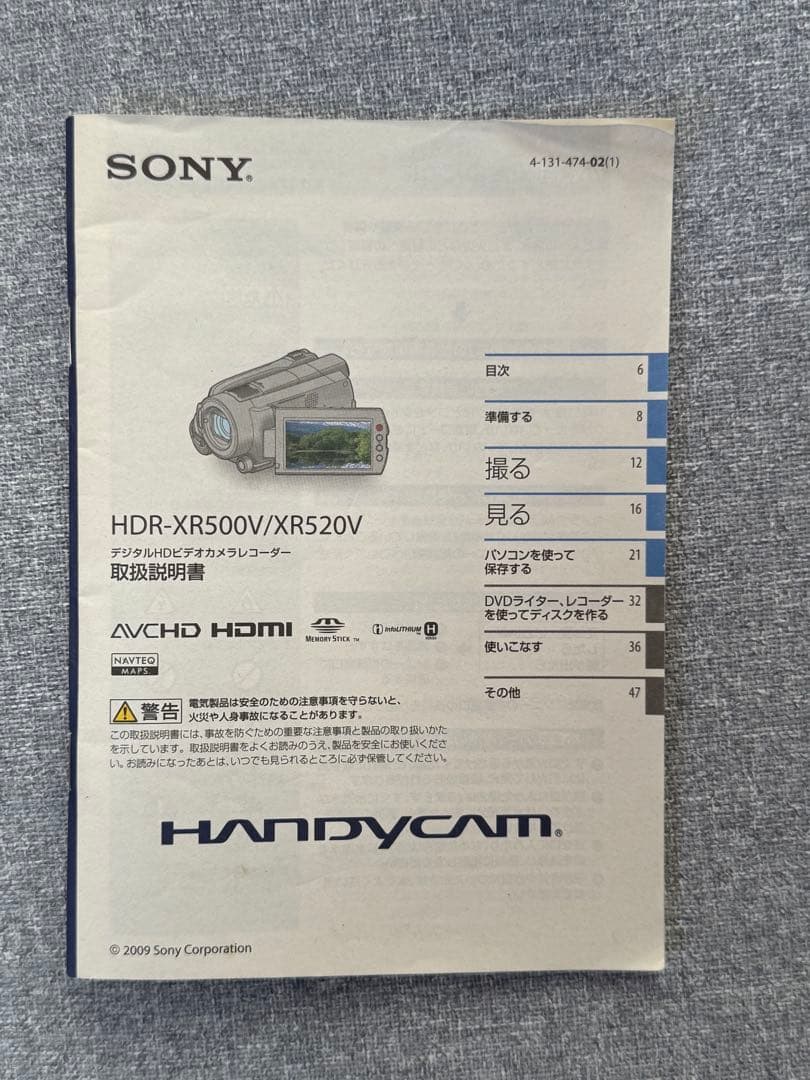 SONY®
4-131-474-02(1)
目次 6
準備する 8
撮る 12
見る 16
パソコンを使って
保存する 21
DVDライター、レコーダー
を使ってディスクを作る 32
使いこなす 36
その他 47
HDR-XR500V/XR520V
デジタルHDビデオカメラレコーダー
取扱説明書
AVCHD HDMI MEMORY STICK ™ InfoLITHIUM ™ H SERIES
NAVTEQ
MAPS
警告 電気製品は安全のための注意事項を守らないと、
火災や人身事故になることがあります。
この取扱説明書には、事故を防ぐための重要な注意事項と製品の取り扱いかた
を示しています。取扱説明書をよくお読みのうえ、製品を安全にお使いくださ
い。お読みになったあとは、いつでも見られるところに必ず保管してください。
HANDYCAM®
© 2009 Sony Corporation